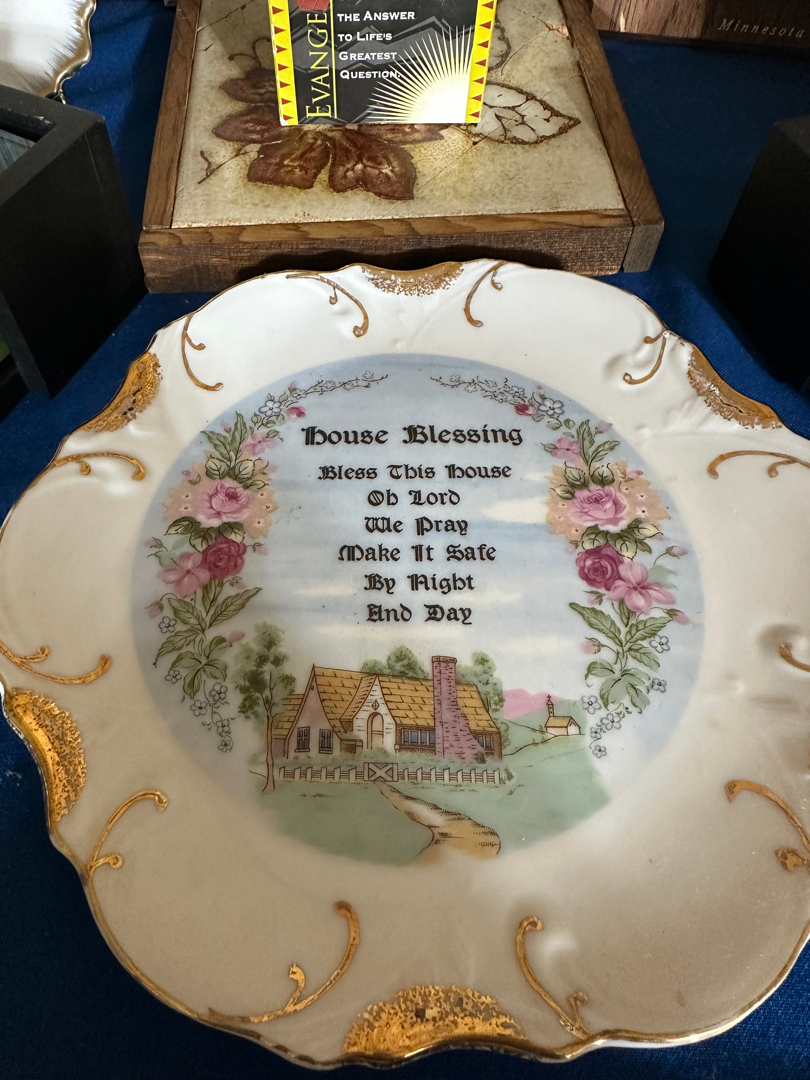 EVANGE
THE ANSWER
TO LIFE'S
GREATEST
QUESTION.
Minnesota
House Blessing
Bless This House
Oh Lord
We Pray
Make It Safe
By Night
And Day